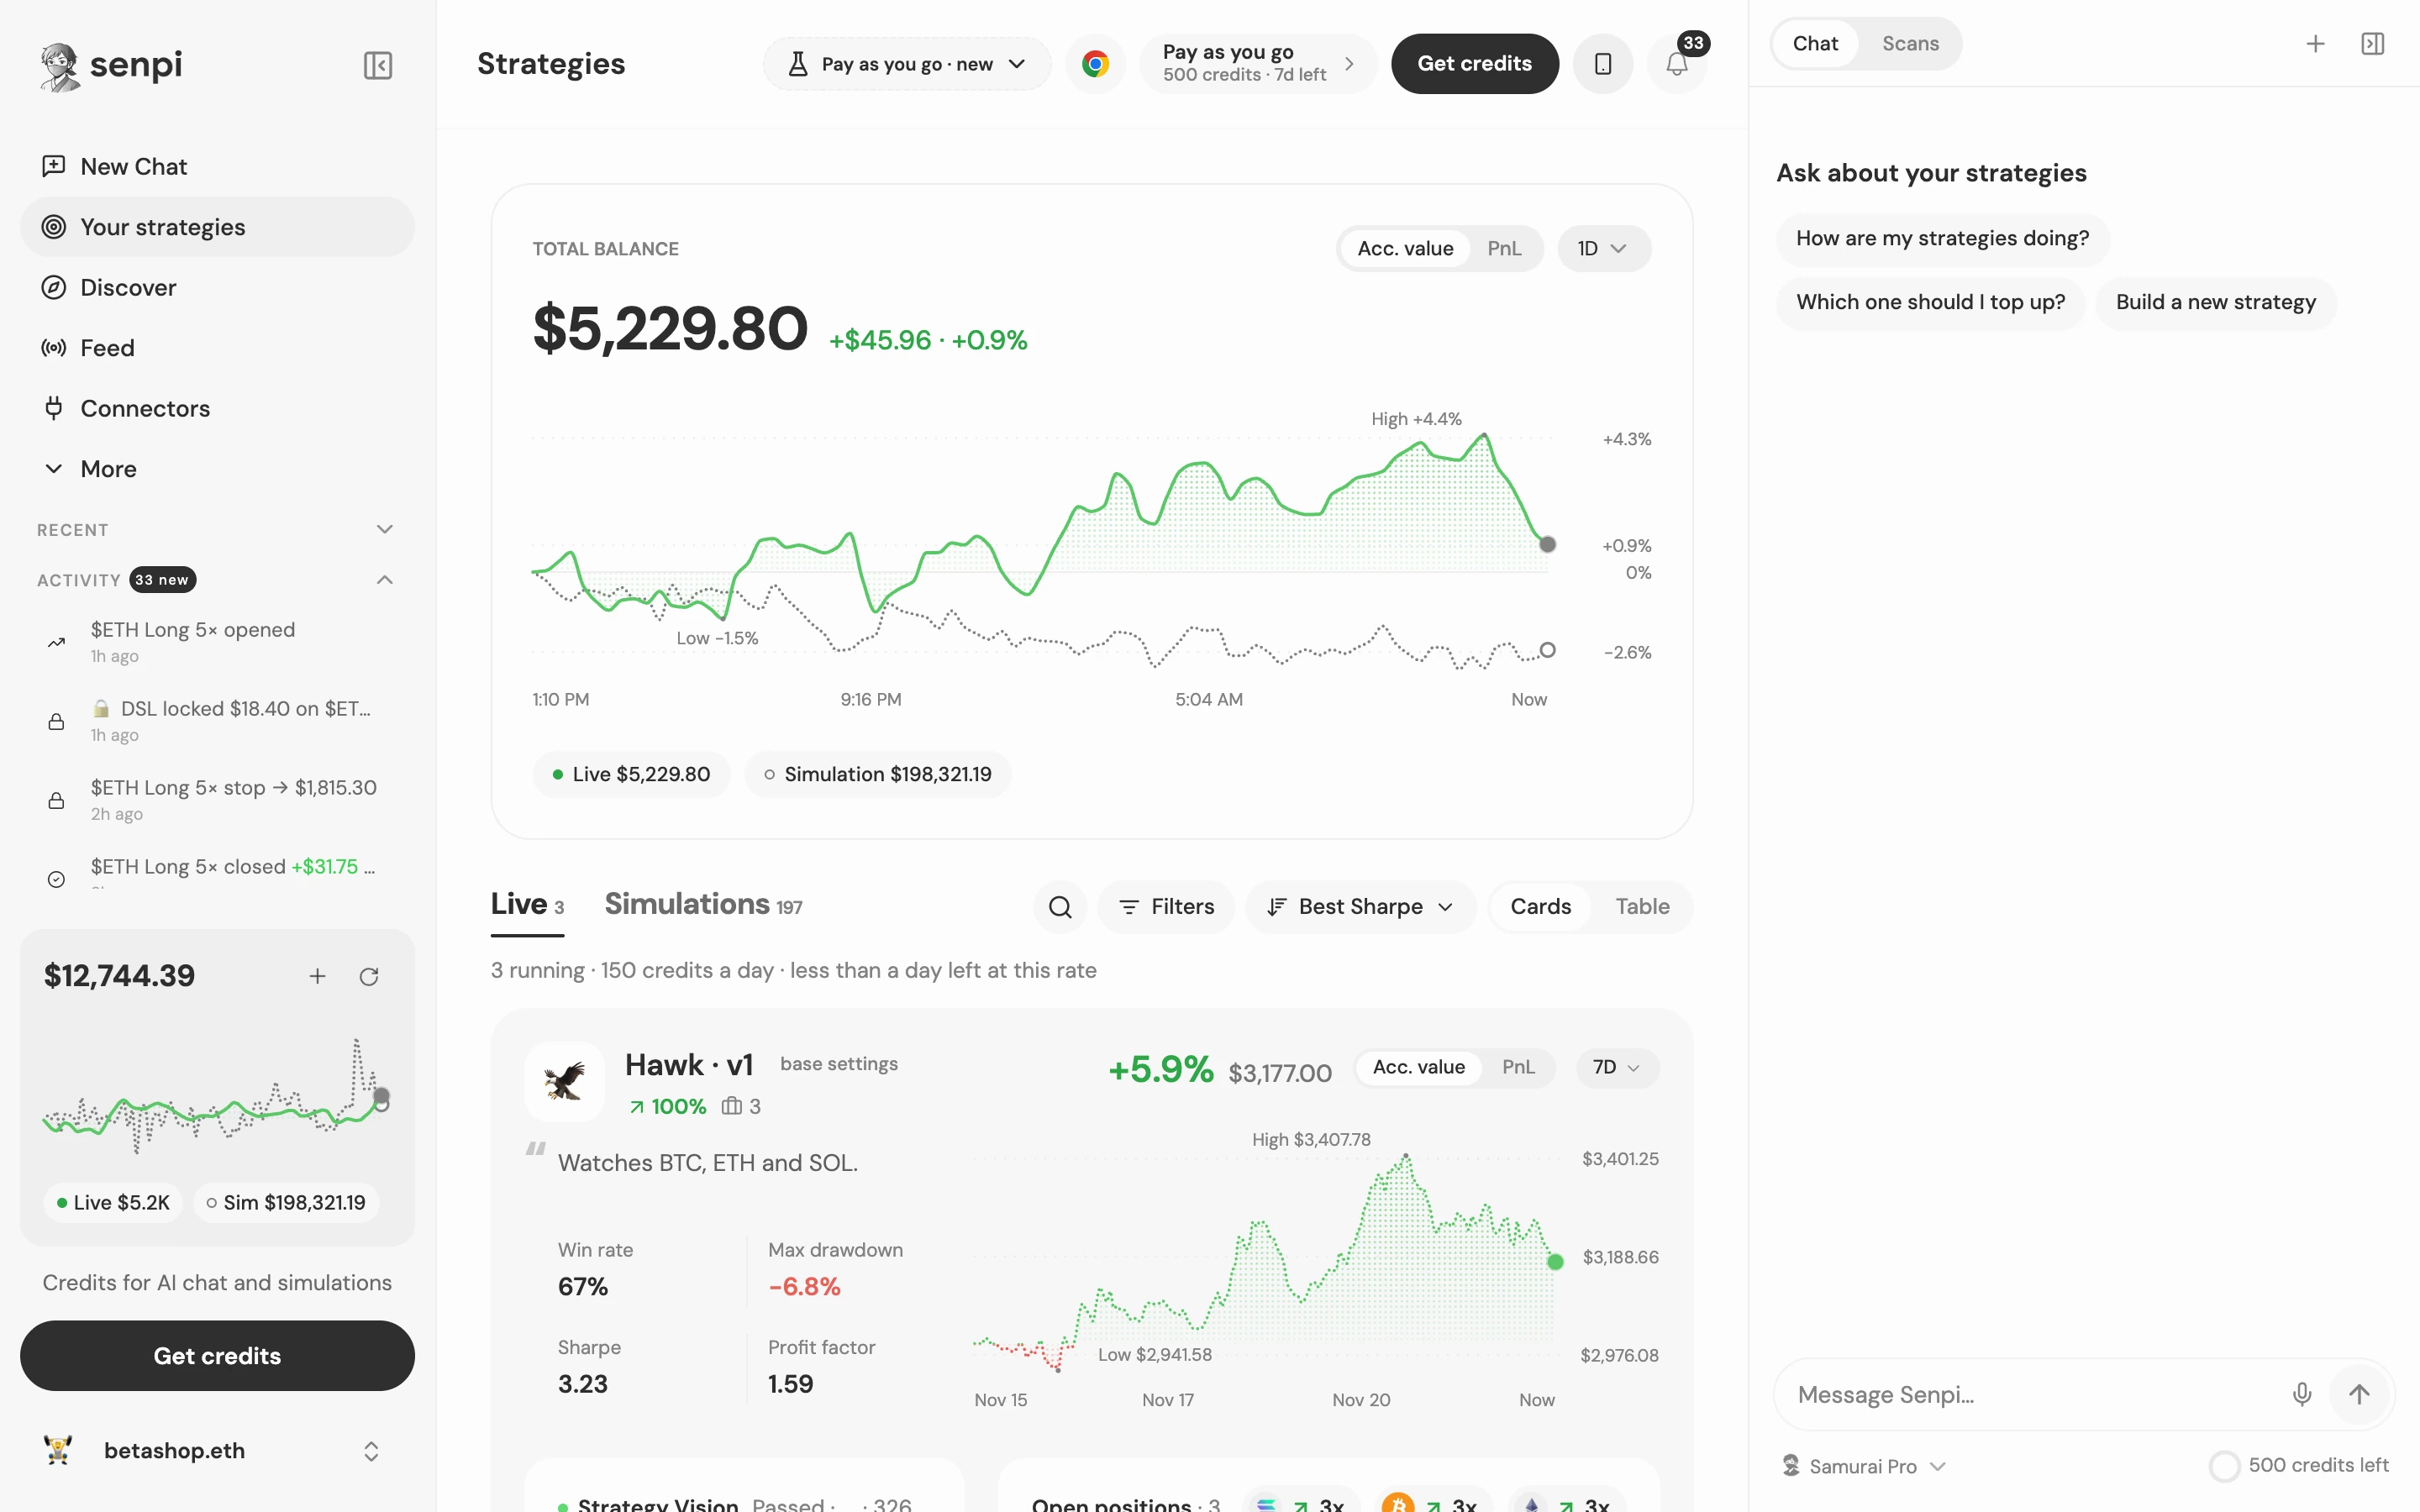 senpi
New Chat
Your strategies
Discover
Feed
Connectors
More
RECENT
ACTIVITY 33 new
$ETH Long 5× opened
1h ago
DSL locked $18.40 on $ET...
1h ago
$ETH Long 5× stop → $1,815.30
2h ago
$ETH Long 5× closed +$31.75 ...
$12,744.39
Live $5.2K
Sim $198,321.19
Credits for AI chat and simulations
Get credits
betashop.eth
Strategies
Pay as you go · new
Pay as you go
500 credits · 7d left
Get credits
33
TOTAL BALANCE
Acc. value PnL
1D
$5,229.80 +$45.96 · +0.9%
High +4.4%
+4.3%
+0.9%
0%
Low −1.5%
−2.6%
1:10 PM 9:16 PM 5:04 AM Now
Live $5,229.80
Simulation $198,321.19
Live 3
Simulations 197
Filters
Best Sharpe
Cards Table
3 running · 150 credits a day · less than a day left at this rate
Hawk · v1 base settings
100% 3
+5.9% $3,177.00
Acc. value PnL
7D
Watches BTC, ETH and SOL.
Win rate
67%
Max drawdown
−6.8%
Sharpe
3.23
Profit factor
1.59
High $3,407.78
$3,401.25
$3,188.66
Low $2,941.58
$2,976.08
Nov 15 Nov 17 Nov 20 Now
Strategy Vision Passed · · 326
Open positions · 3 3x 3x 3x
Chat Scans
Ask about your strategies
How are my strategies doing?
Which one should I top up?
Build a new strategy
Message Senpi...
Samurai Pro
500 credits left